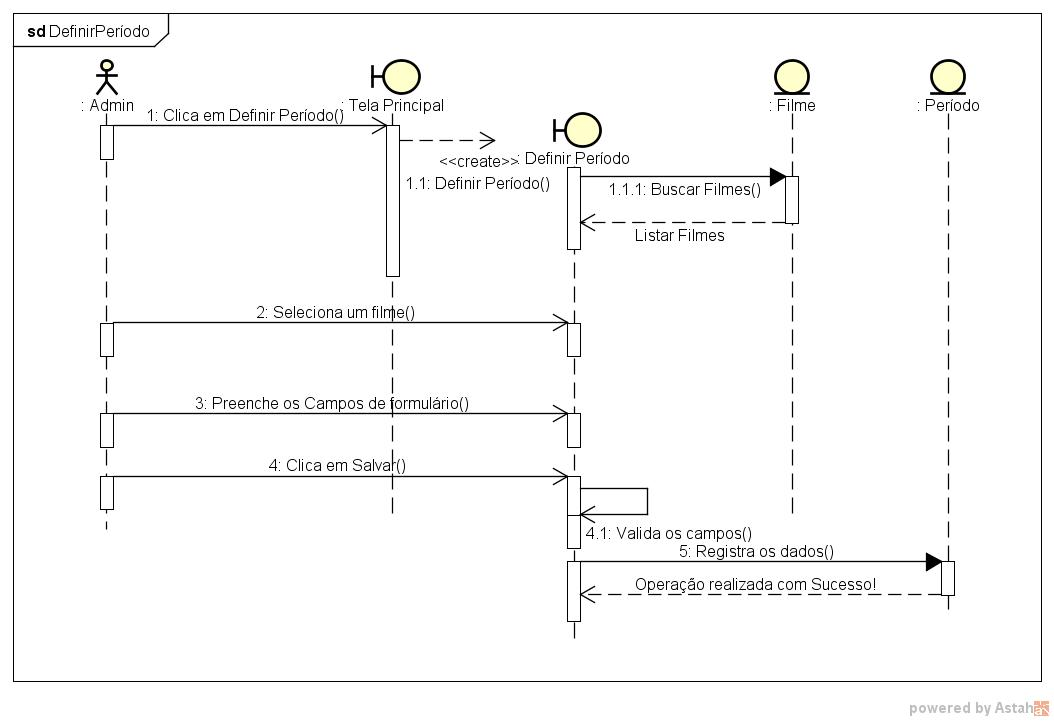 sd DefinirPeríodo
: Admin
: Tela Principal
: Filme
: Período
1: Clica em Definir Período()
<<create>>
: Definir Período
1.1: Definir Período()
1.1.1: Buscar Filmes()
Listar Filmes
2: Seleciona um filme()
3: Preenche os Campos de formulário()
4: Clica em Salvar()
4.1: Valida os campos()
5: Registra os dados()
Operação realizada com Sucesso!
powered by Astah